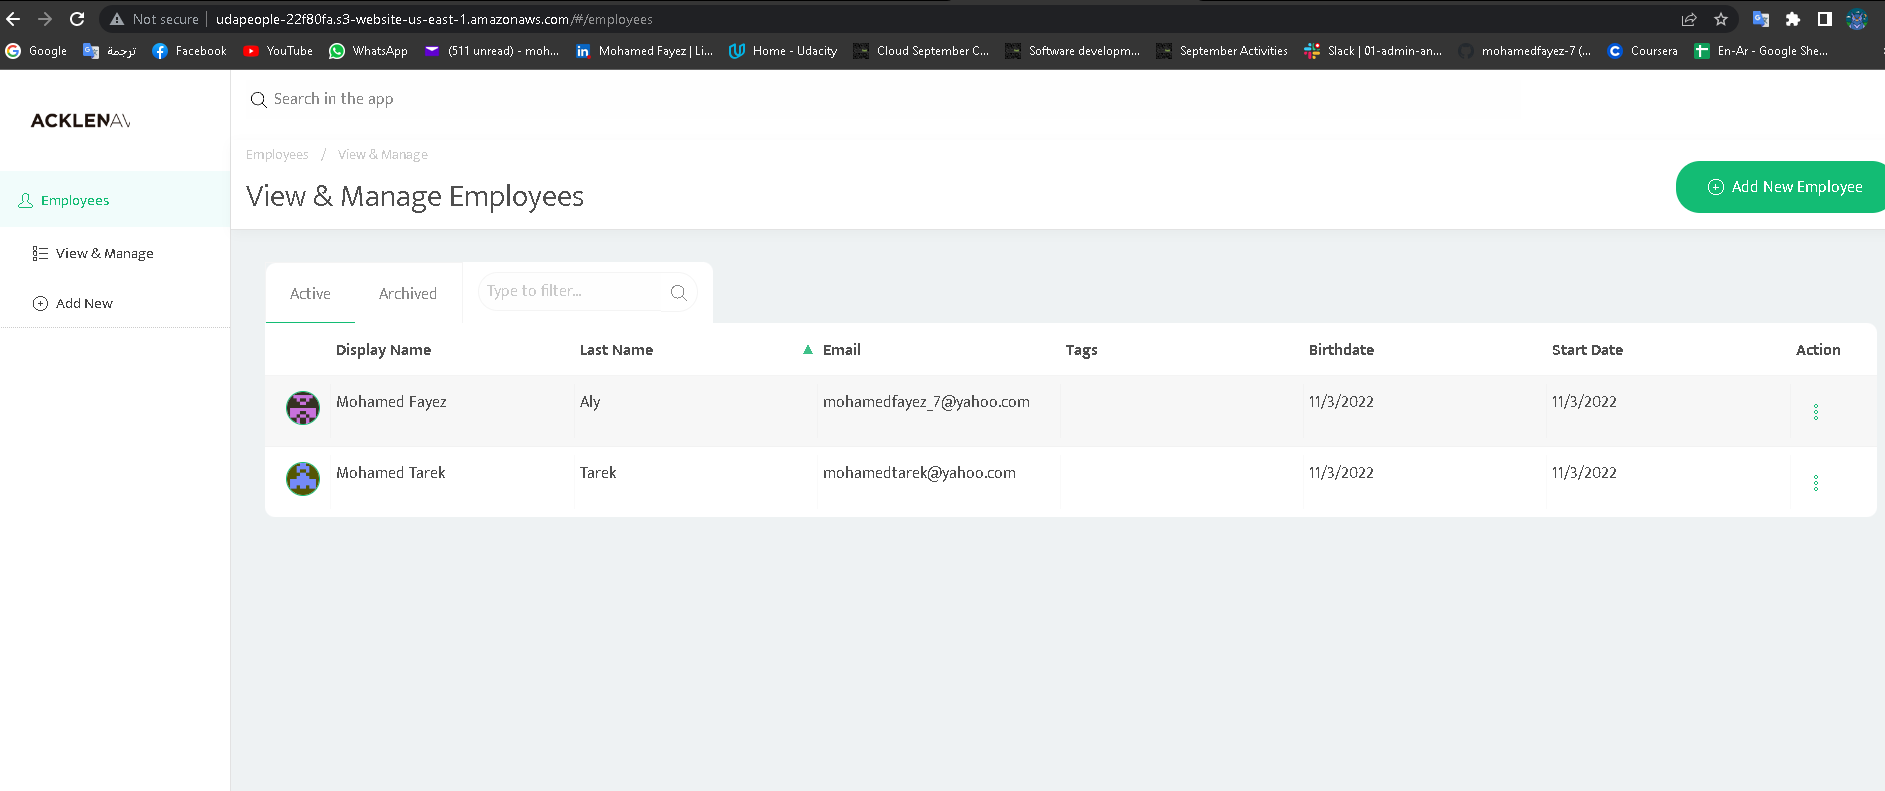 Not secure | udapeople-22f80fa.s3-website-us-east-1.amazonaws.com/#/employees
Google ترجمة Facebook YouTube WhatsApp (511 unread) - moh... Mohamed Fayez | Li... Home - Udacity Cloud September C... Software developm... September Activities Slack | 01-admin-an... mohamedfayez-7 (... Coursera En-Ar - Google She...
ACKLENAV
Search in the app
Employees / View & Manage
View & Manage Employees
Add New Employee
Employees
View & Manage
Add New
Active Archived Type to filter...
Display Name Last Name Email Tags Birthdate Start Date Action
Mohamed Fayez Aly mohamedfayez_7@yahoo.com 11/3/2022 11/3/2022
Mohamed Tarek Tarek mohamedtarek@yahoo.com 11/3/2022 11/3/2022